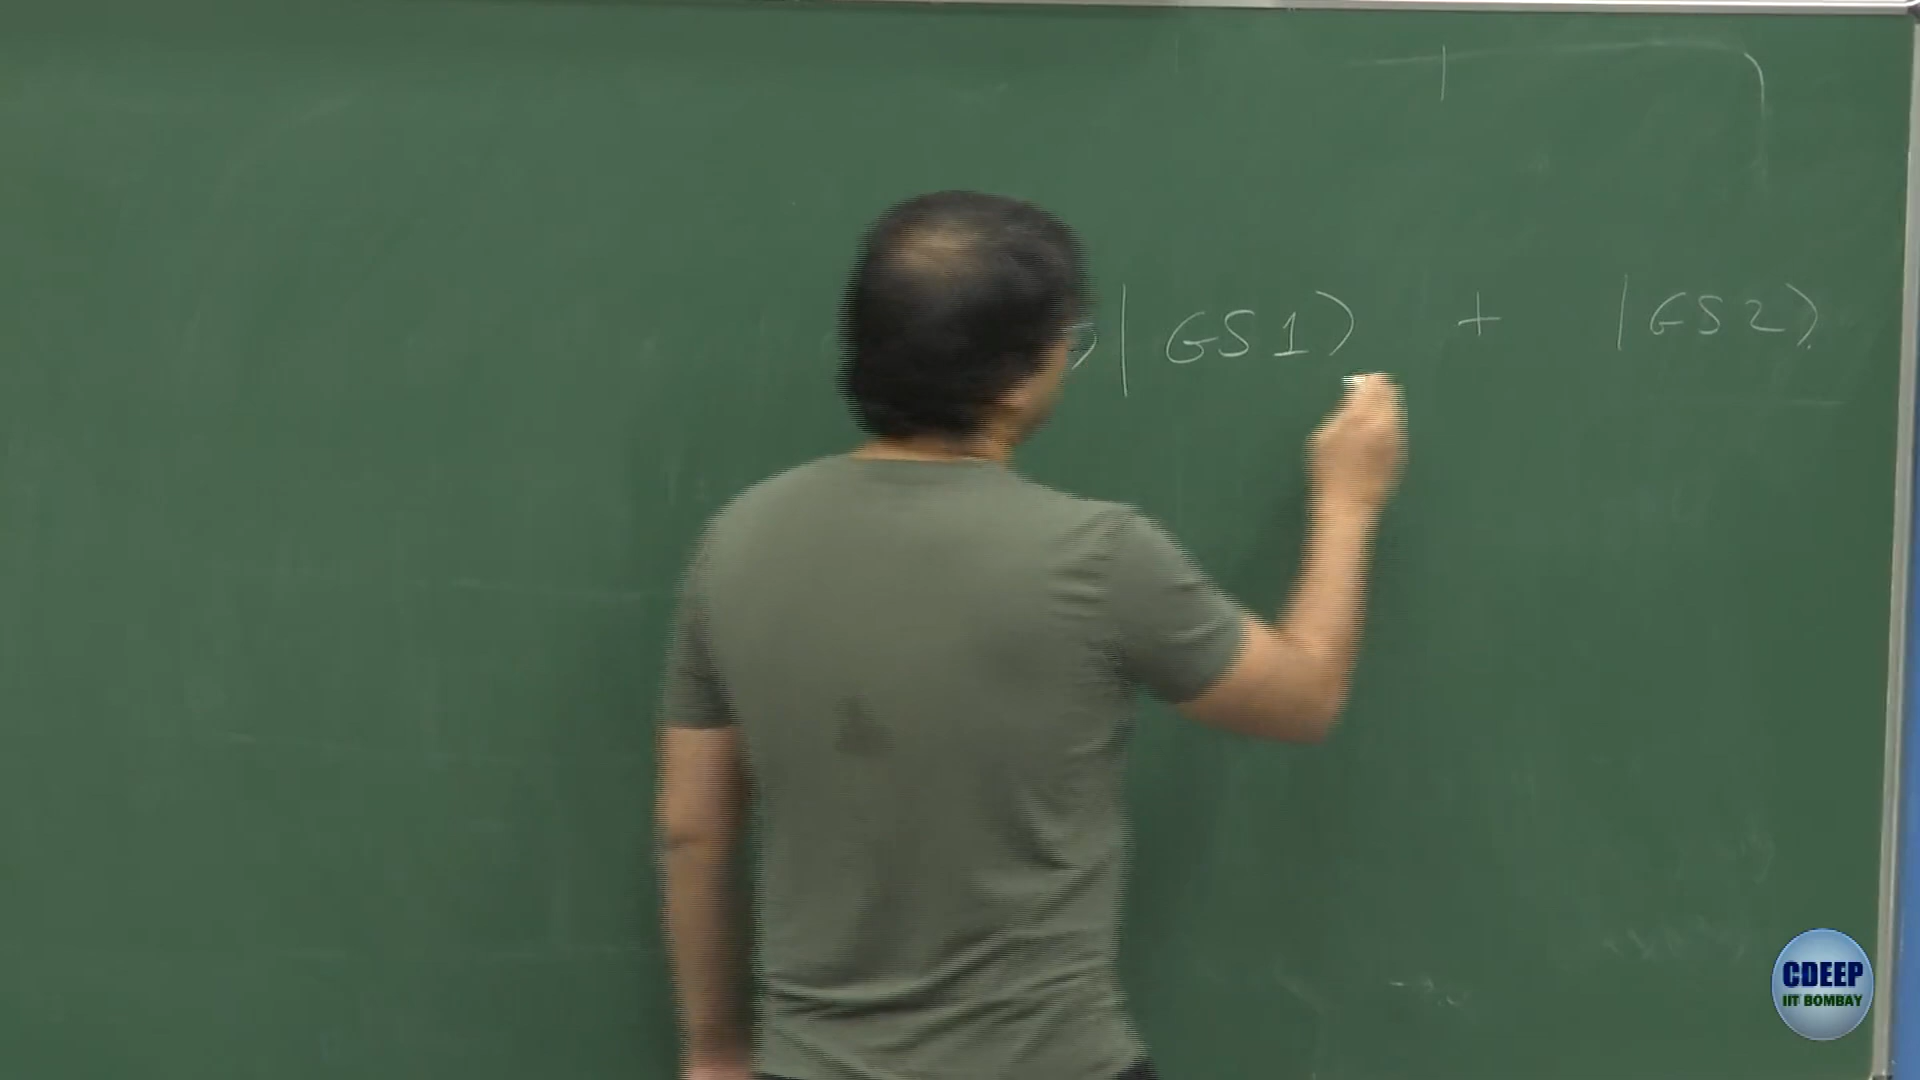 |GS1⟩ + |GS2⟩
CDEEP
IIT BOMBAY